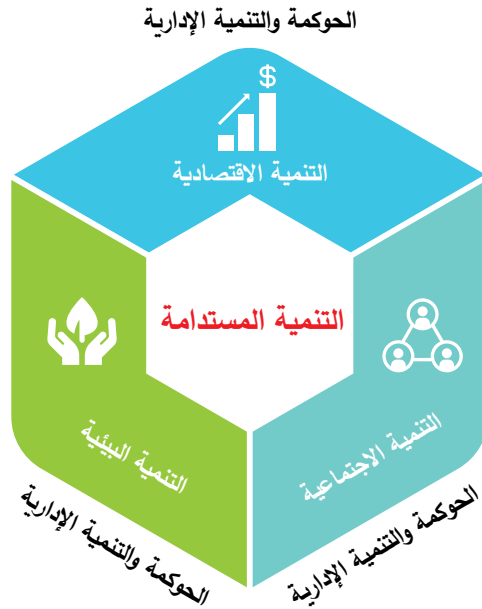 الحوكمة والتنمية الإدارية
$
التنمية الاقتصادية
التنمية المستدامة
التنمية الاجتماعية
التنمية البيئية
الحوكمة والتنمية الإدارية
الحوكمة والتنمية الإدارية